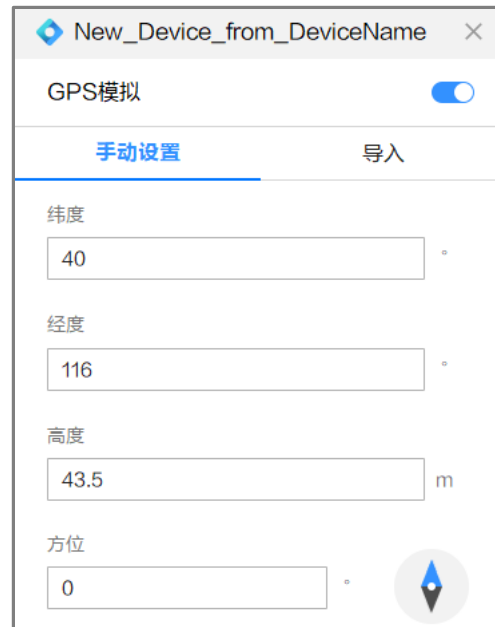 New_Device_from_DeviceName
GPS模拟
手动设置 导入
纬度
40 °
经度
116 °
高度
43.5 m
方位
0 °